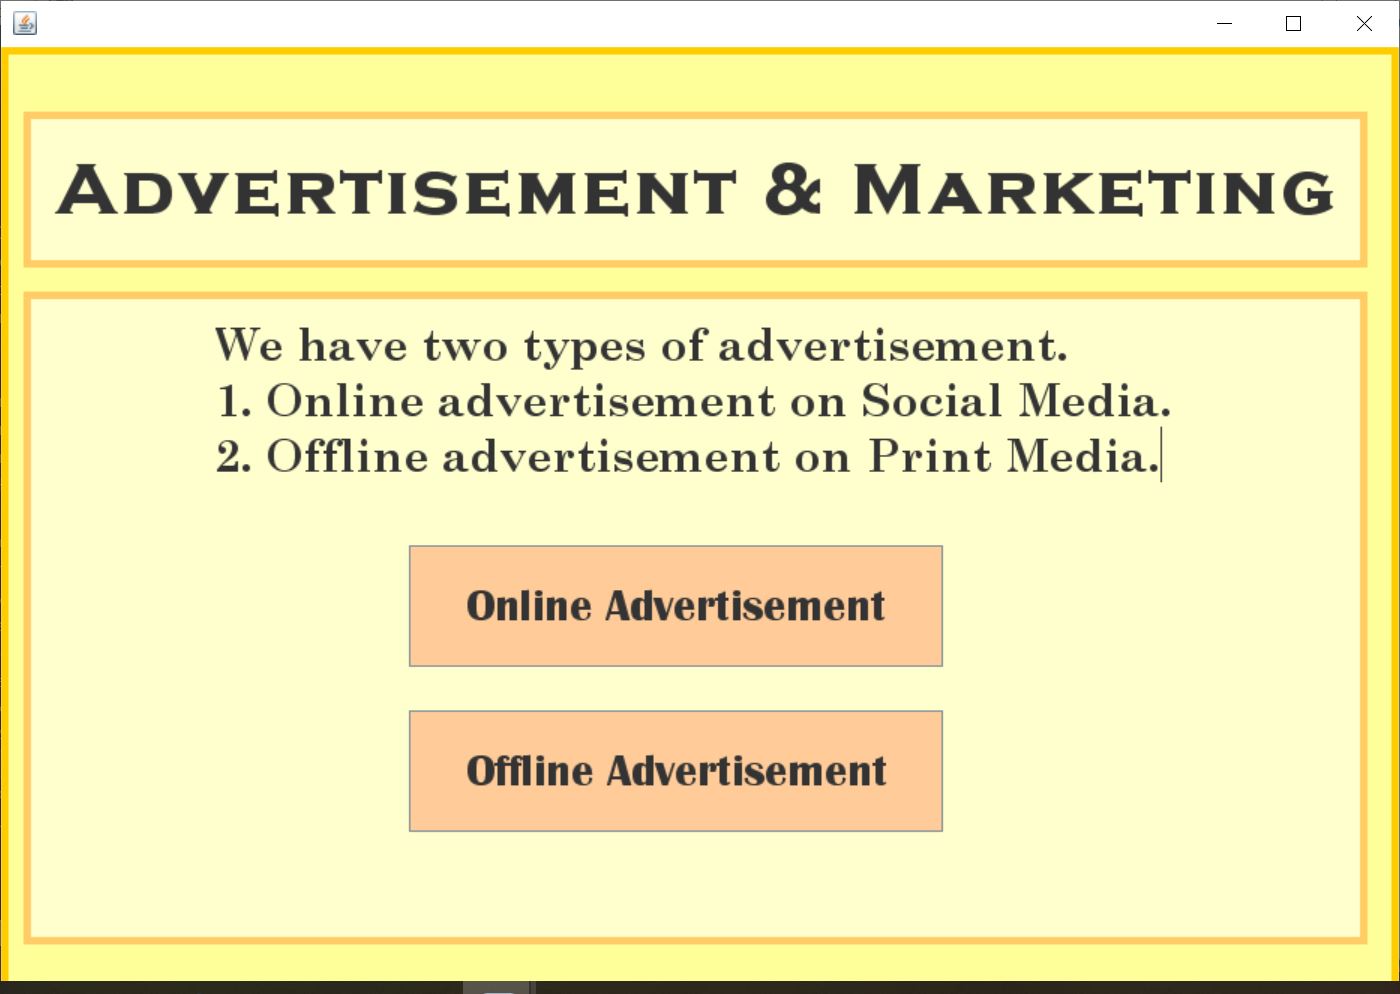 Advertisement & Marketing
We have two types of advertisement.
1. Online advertisement on Social Media.
2. Offline advertisement on Print Media.
Online Advertisement
Offline Advertisement